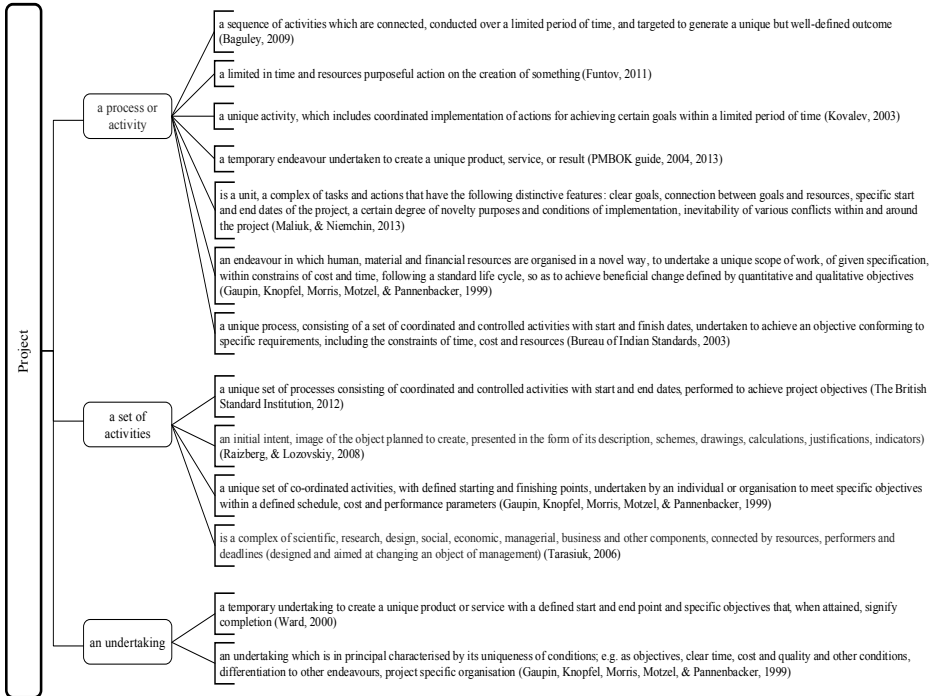 Project
a process or
activity
a sequence of activities which are connected, conducted over a limited period of time, and targeted to generate a unique but well-defined outcome
(Baguley, 2009)
a limited in time and resources purposeful action on the creation of something (Funtov, 2011)
a unique activity, which includes coordinated implementation of actions for achieving certain goals within a limited period of time (Kovalev, 2003)
a temporary endeavour undertaken to create a unique product, service, or result (PMBOK guide, 2004, 2013)
is a unit, a complex of tasks and actions that have the following distinctive features: clear goals, connection between goals and resources, specific start
and end dates of the project, a certain degree of novelty purposes and conditions of implementation, inevitability of various conflicts within and around
the project (Maliuk, & Niemchin, 2013)
an endeavour in which human, material and financial resources are organised in a novel way, to undertake a unique scope of work, of given specification,
within constrains of cost and time, following a standard life cycle, so as to achieve beneficial change defined by quantitative and qualitative objectives
(Gaupin, Knopfel, Morris, Motzel, & Pannenbacker, 1999)
a unique process, consisting of a set of coordinated and controlled activities with start and finish dates, undertaken to achieve an objective conforming to
specific requirements, including the constraints of time, cost and resources (Bureau of Indian Standards, 2003)
a set of
activities
a unique set of processes consisting of coordinated and controlled activities with start and end dates, performed to achieve project objectives (The British
Standard Institution, 2012)
an initial intent, image of the object planned to create, presented in the form of its description, schemes, drawings, calculations, justifications, indicators)
(Raizberg, & Lozovskiy, 2008)
a unique set of co-ordinated activities, with defined starting and finishing points, undertaken by an individual or organisation to meet specific objectives
within a defined schedule, cost and performance parameters (Gaupin, Knopfel, Morris, Motzel, & Pannenbacker, 1999)
is a complex of scientific, research, design, social, economic, managerial, business and other components, connected by resources, performers and
deadlines (designed and aimed at changing an object of management) (Tarasiuk, 2006)
an undertaking
a temporary undertaking to create a unique product or service with a defined start and end point and specific objectives that, when attained, signify
completion (Ward, 2000)
an undertaking which is in principal characterised by its uniqueness of conditions; e.g. as objectives, clear time, cost and quality and other conditions,
differentiation to other endeavours, project specific organisation (Gaupin, Knopfel, Morris, Motzel, & Pannenbacker, 1999)